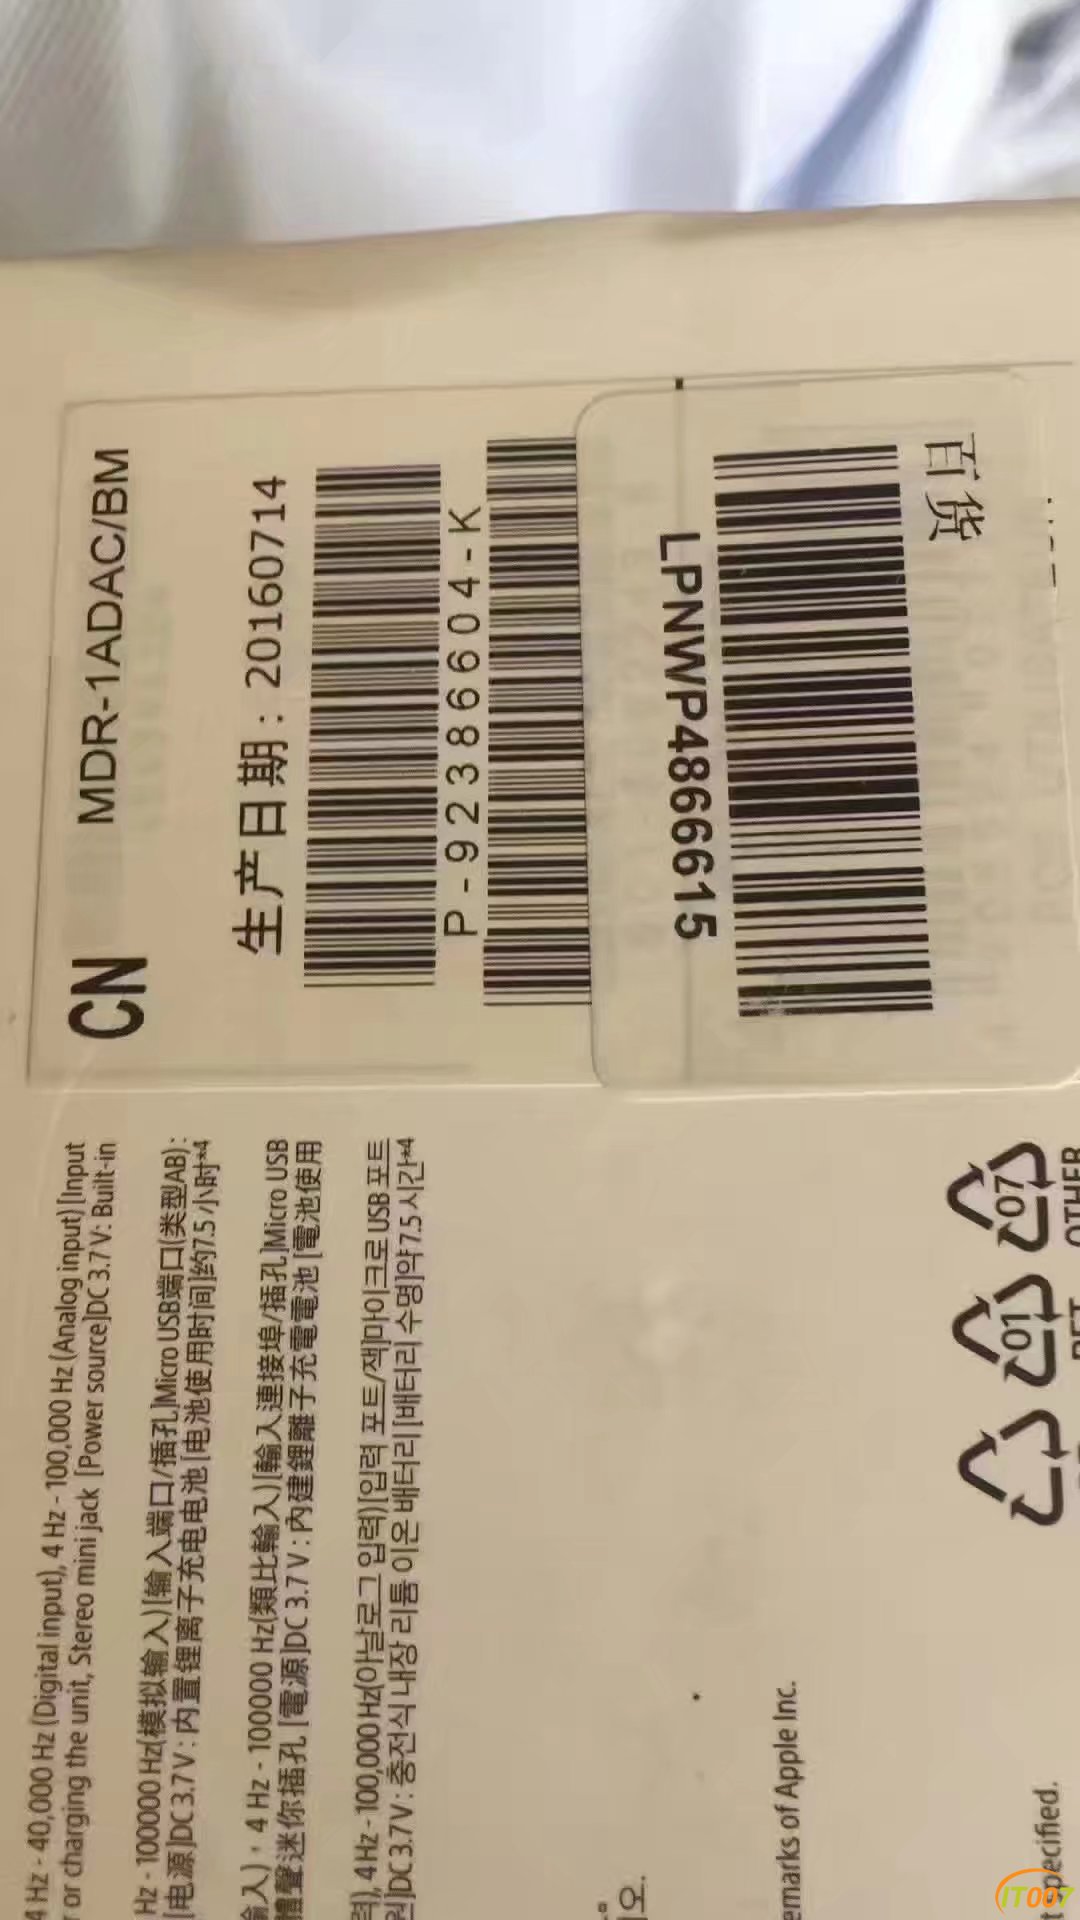 CN MDR-1ADAC/BM
生产日期: 20160714
P-92386604-K
LPNWP4866615
百货
4 Hz - 40,000 Hz (Digital input), 4 Hz - 100,000 Hz (Analog input) [Input
or charging the unit, Stereo mini jack [Power source]DC 3.7 V: Built-in
Hz - 100000 Hz(模拟输入)[输入端口/插孔]Micro USB端口(类型AB):
[电源]DC 3.7 V: 内置锂离子充电电池 [电池使用时间]约7.5 小时*4
輸入)，4 Hz - 100000 Hz(類比輸入)[輸入連接埠/插孔]Micro USB
體聲迷你插孔 [電源]DC 3.7 V: 內建鋰離子充電電池 [電池使用
력), 4 Hz - 100,000 Hz(아날로그 입력)[입력 포트/잭]마이크로 USB 포트
원]DC 3.7 V: 충전식 내장 리튬 이온 배터리 [배터리 수명]약 7.5 시간*4
오.
emarks of Apple Inc.
t specified.
01 07
PET OTHER
IT007